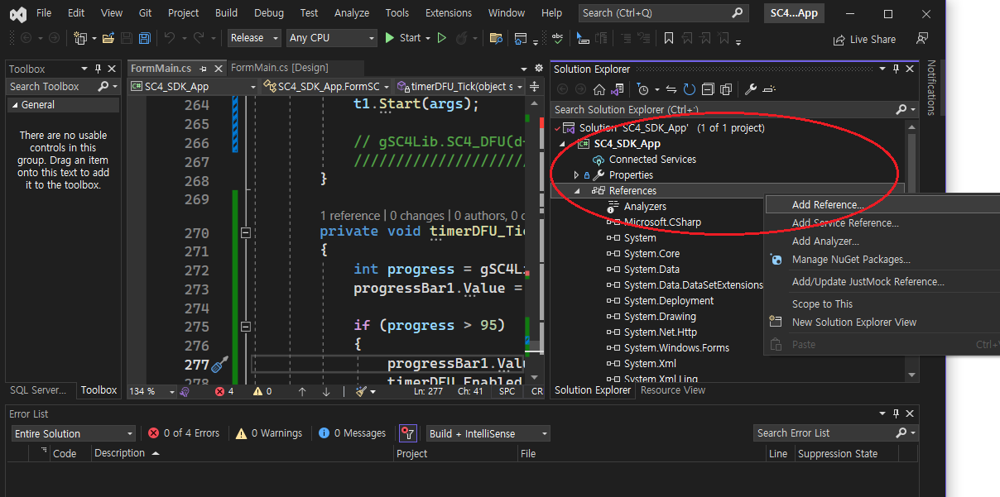 File Edit View Git Project Build Debug Test Analyze Tools Extensions Window Help Search (Ctrl+Q) SC4...App
Release Any CPU Start Live Share
Toolbox
Search Toolbox
General
There are no usable
controls in this
group. Drag an item
onto this text to add
it to the toolbox.
SQL Server... Toolbox
FormMain.cs FormMain.cs [Design]
SC4_SDK_App SC4_SDK_App.FormSC timerDFU_Tick(object s
264 t1.Start(args);
265
266 // gSC4Lib.SC4_DFU(d
267 ////////////////////
268 }
269
1 reference | 0 changes | 0 authors, 0 c
270 private void timerDFU_Tic
271 {
272 int progress = gSC4Li
273 progressBar1.Value =
274
275 if (progress > 95)
276 {
277 progressBar1.Valu
278 timerDFU.Enabled
134 % 4 0 Ln: 277 Ch: 41 SPC CR
Solution Explorer
Search Solution Explorer (Ctrl+;)
Solution 'SC4_SDK_App' (1 of 1 project)
SC4_SDK_App
Connected Services
Properties
References
Analyzers
Microsoft.CSharp
System
System.Core
System.Data
System.Data.DataSetExtensions
System.Deployment
System.Drawing
System.Net.Http
System.Windows.Forms
System.Xml
System.Xml.Linq
Solution Explorer Resource View
Add Reference...
Add Service Reference...
Add Analyzer...
Manage NuGet Packages...
Add/Update JustMock Reference...
Scope to This
New Solution Explorer View
Paste Ctrl+V
Notifications
Error List
Entire Solution 0 of 4 Errors 0 Warnings 0 Messages Build + IntelliSense Search Error List
Code Description Project File Line Suppression State